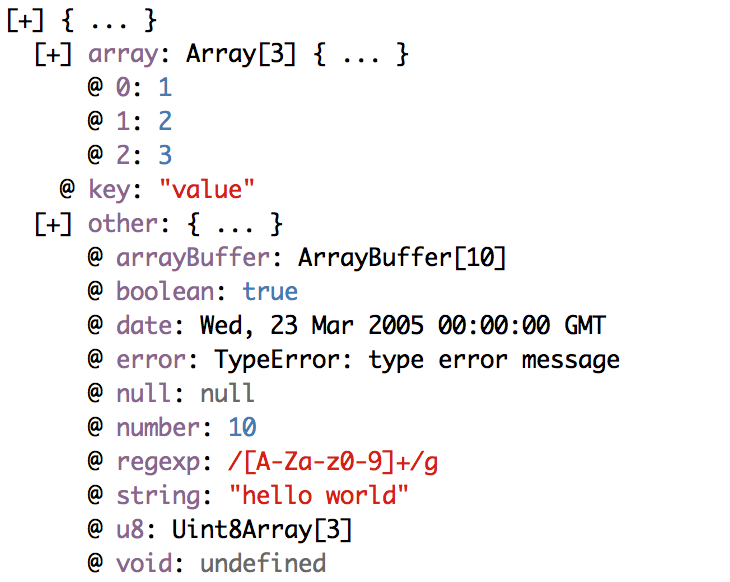 [+] { ... }
[+] array: Array[3] { ... }
@ 0: 1
@ 1: 2
@ 2: 3
@ key: "value"
[+] other: { ... }
@ arrayBuffer: ArrayBuffer[10]
@ boolean: true
@ date: Wed, 23 Mar 2005 00:00:00 GMT
@ error: TypeError: type error message
@ null: null
@ number: 10
@ regexp: /[A-Za-z0-9]+/g
@ string: "hello world"
@ u8: Uint8Array[3]
@ void: undefined